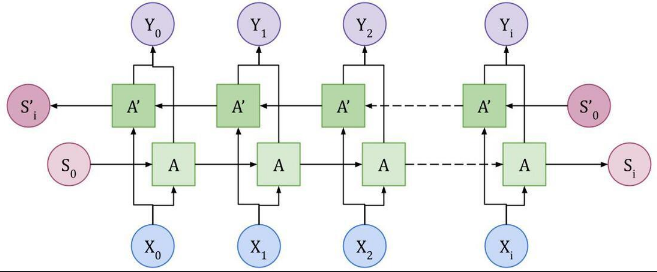 Y₀ Y₁ Y₂ Yᵢ
S'ᵢ A' A' A' A' S'₀
S₀ A A A A Sᵢ
X₀ X₁ X₂ Xᵢ